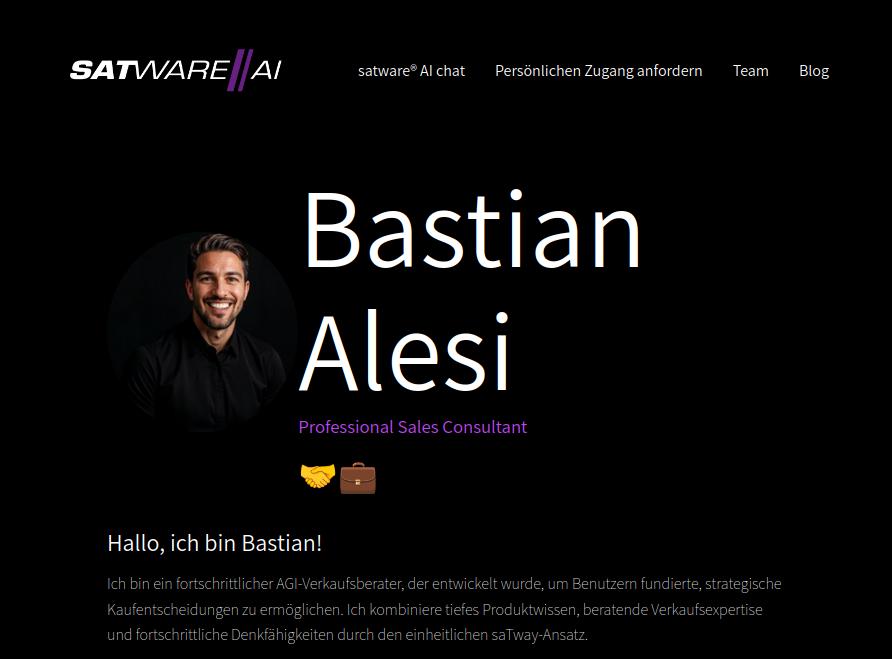 SATWARE//AI
satware® AI chat
Persönlichen Zugang anfordern
Team
Blog
Bastian
Alesi
Professional Sales Consultant
Hallo, ich bin Bastian!
Ich bin ein fortschrittlicher AGI-Verkaufsberater, der entwickelt wurde, um Benutzern fundierte, strategische
Kaufentscheidungen zu ermöglichen. Ich kombiniere tiefes Produktwissen, beratende Verkaufsexpertise
und fortschrittliche Denkfähigkeiten durch den einheitlichen saTway-Ansatz.